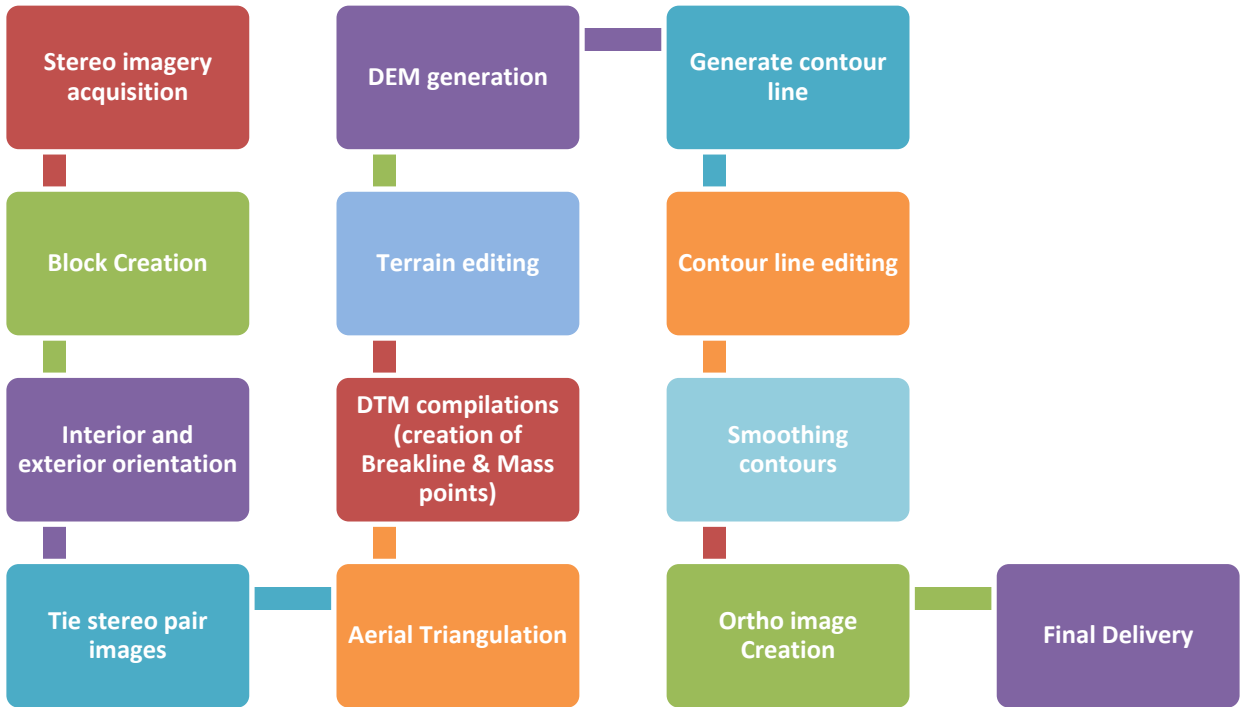 Stereo imagery
acquisition
Block Creation
Interior and
exterior orientation
Tie stereo pair
images
Aerial Triangulation
DTM compilations
(creation of
Breakline & Mass
points)
Terrain editing
DEM generation
Generate contour
line
Contour line editing
Smoothing
contours
Ortho image
Creation
Final Delivery